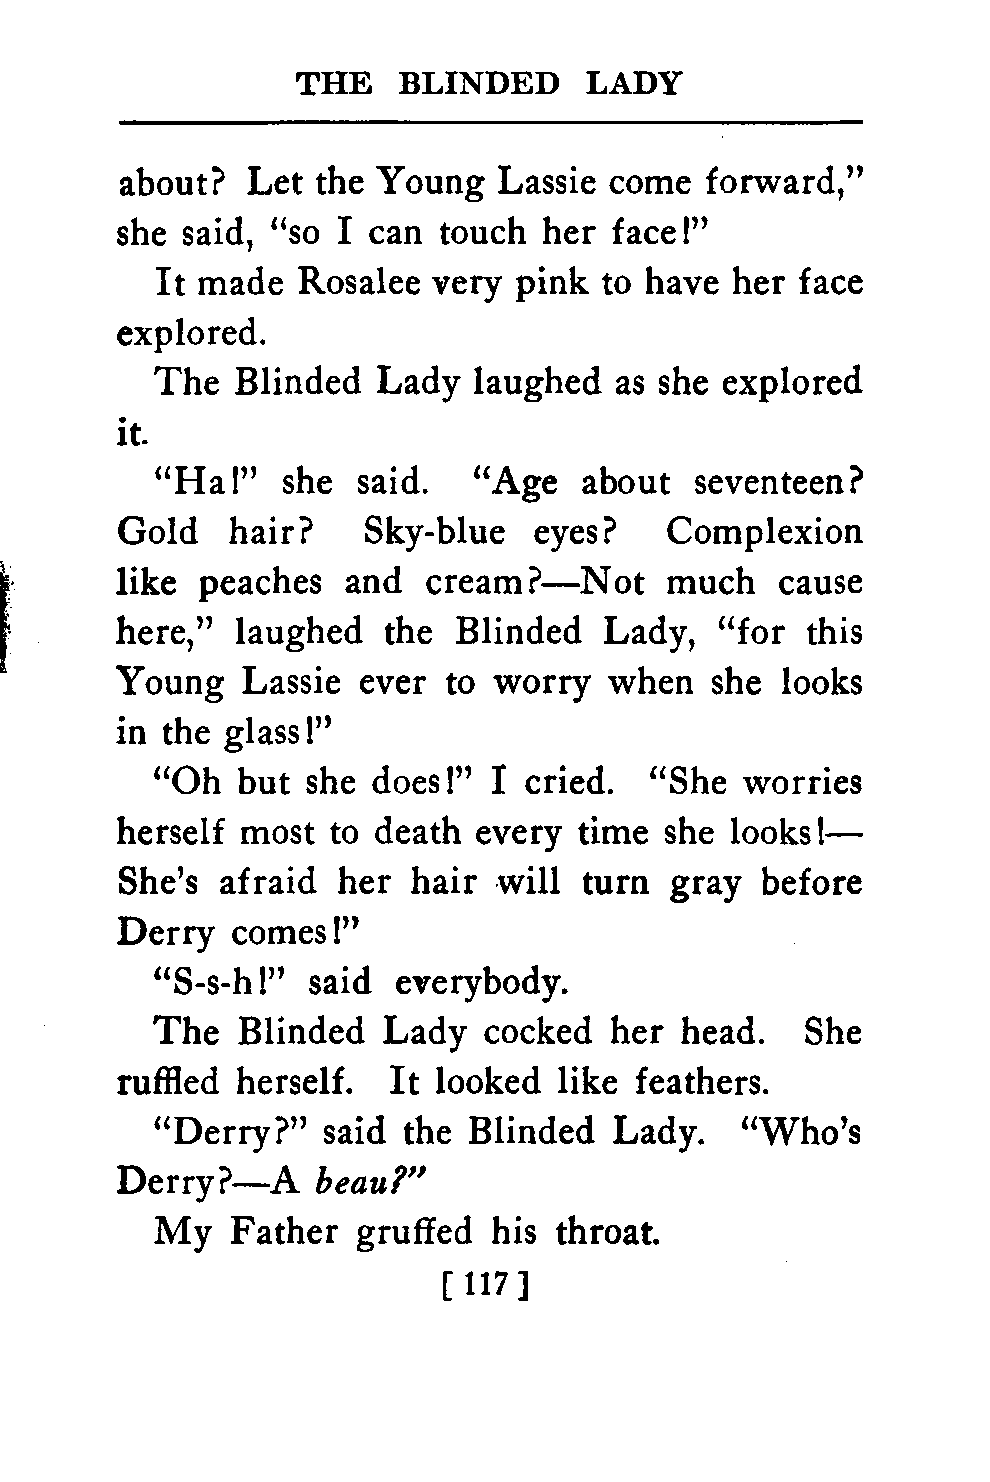 THE BLINDED LADY
about? Let the Young Lassie come forward,”
she said, “so I can touch her face!”
It made Rosalee very pink to have her face
explored.
The Blinded Lady laughed as she explored
it.
“Ha!” she said. “Age about seventeen?
Gold hair? Sky-blue eyes? Complexion
like peaches and cream?—Not much cause
here,” laughed the Blinded Lady, “for this
Young Lassie ever to worry when she looks
in the glass!”
“Oh but she does!” I cried. “She worries
herself most to death every time she looks!—
She’s afraid her hair will turn gray before
Derry comes!”
“S-s-h!” said everybody.
The Blinded Lady cocked her head. She
ruffled herself. It looked like feathers.
“Derry?” said the Blinded Lady. “Who’s
Derry?—A beau?”
My Father gruffed his throat.
[ 117 ]